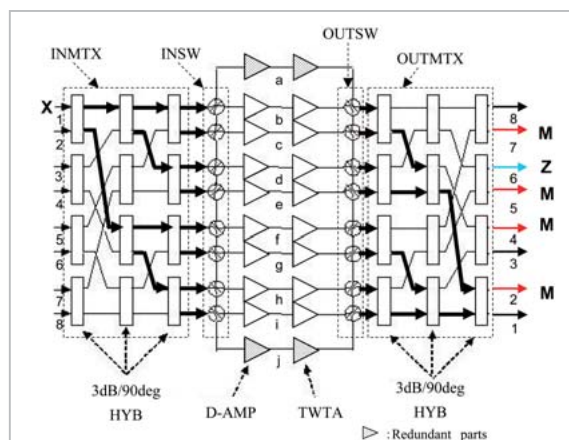 OUTSW
INMTX
INSW
OUTMTX
a
X
1
2
3
4
5
6
7
8
b
c
d
e
f
g
h
i
j
8
M
7
Z
6
M
5
M
4
3
M
2
1
3dB/90deg
HYB
D-AMP
TWTA
3dB/90deg
HYB
:Redundant parts